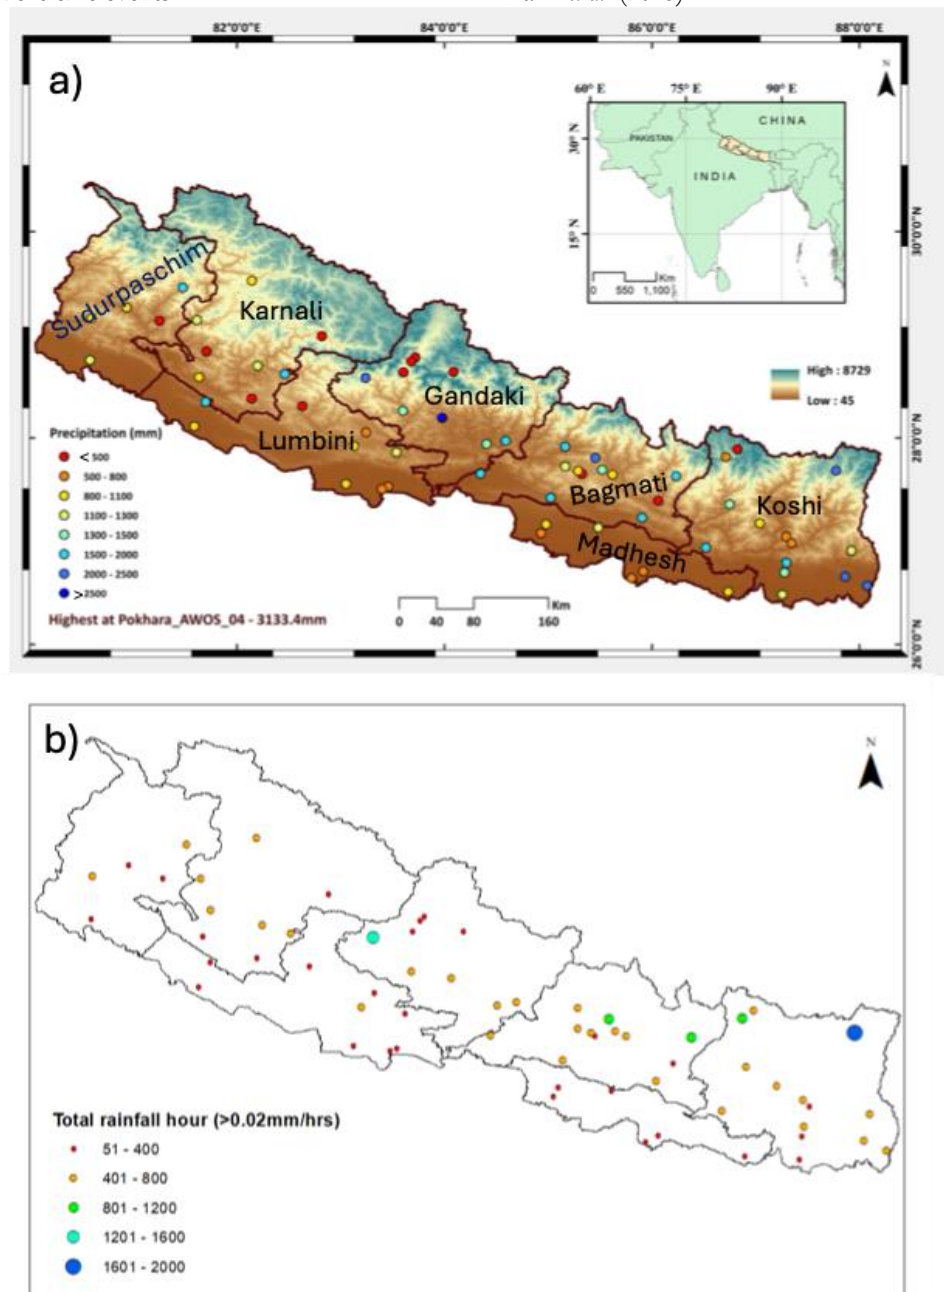 82°0'0"E 84°0'0"E 86°0'0"E 88°0'0"E
a)
N
60° E 75° E 90° E
30° N
15° N
CHINA
PAKISTAN
INDIA
Km
0 550 1,100
30°0'0"N
28°0'0"N
26°0'0"N
Sudurpaschim
Karnali
Gandaki
Lumbini
Bagmati
Koshi
Madhesh
High : 8729
Low : 45
Precipitation (mm)
< 500
500 - 800
800 - 1100
1100 - 1300
1300 - 1500
1500 - 2000
2000 - 2500
>2500
Highest at Pokhara_AWOS_04 - 3133.4mm
Km
0 40 80 160
b)
N
Total rainfall hour (>0.02mm/hrs)
51 - 400
401 - 800
801 - 1200
1201 - 1600
1601 - 2000